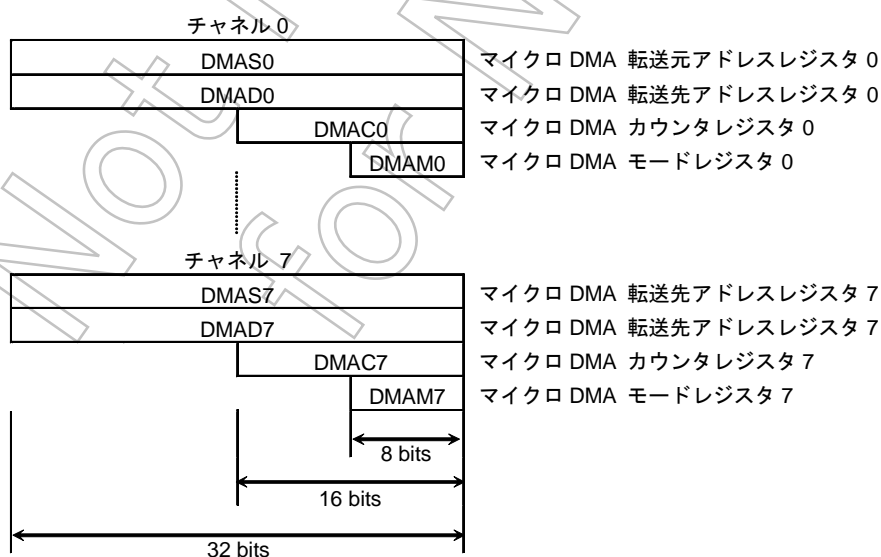 チャネル 0
DMAS0 マイクロ DMA 転送元アドレスレジスタ 0
DMAD0 マイクロ DMA 転送先アドレスレジスタ 0
DMAC0 マイクロ DMA カウンタレジスタ 0
DMAM0 マイクロ DMA モードレジスタ 0
チャネル 7
DMAS7 マイクロ DMA 転送先アドレスレジスタ 7
DMAD7 マイクロ DMA 転送先アドレスレジスタ 7
DMAC7 マイクロ DMA カウンタレジスタ 7
DMAM7 マイクロ DMA モードレジスタ 7
8 bits
16 bits
32 bits
Not
for N